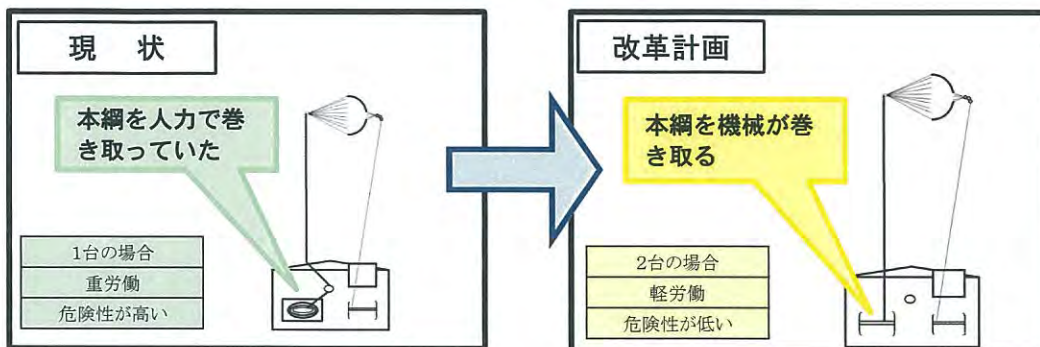 現　状
本綱を人力で巻
き取っていた
1台の場合
重労働
危険性が高い
改革計画
本綱を機械が巻
き取る
2台の場合
軽労働
危険性が低い